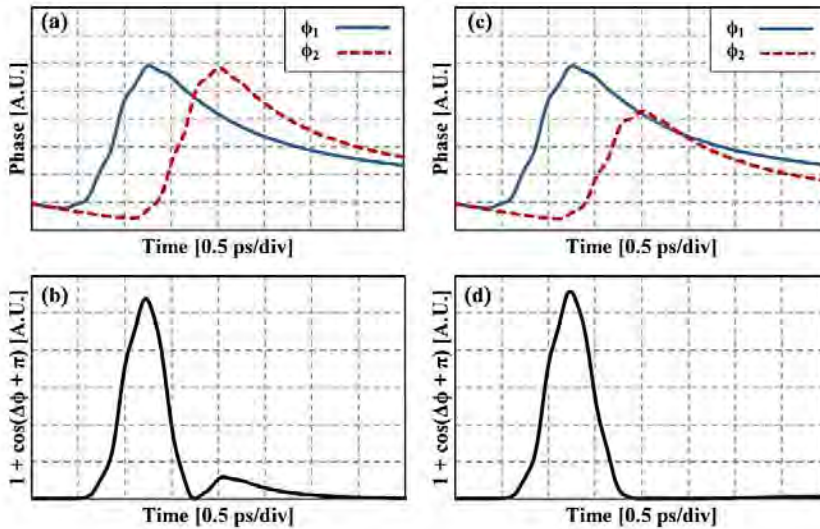 (a)
ϕ1
ϕ2
Phase [A.U.]
Time [0.5 ps/div]
(c)
ϕ1
ϕ2
Phase [A.U.]
Time [0.5 ps/div]
(b)
1 + cos(Δϕ + π) [A.U.]
Time [0.5 ps/div]
(d)
1 + cos(Δϕ + π) [A.U.]
Time [0.5 ps/div]